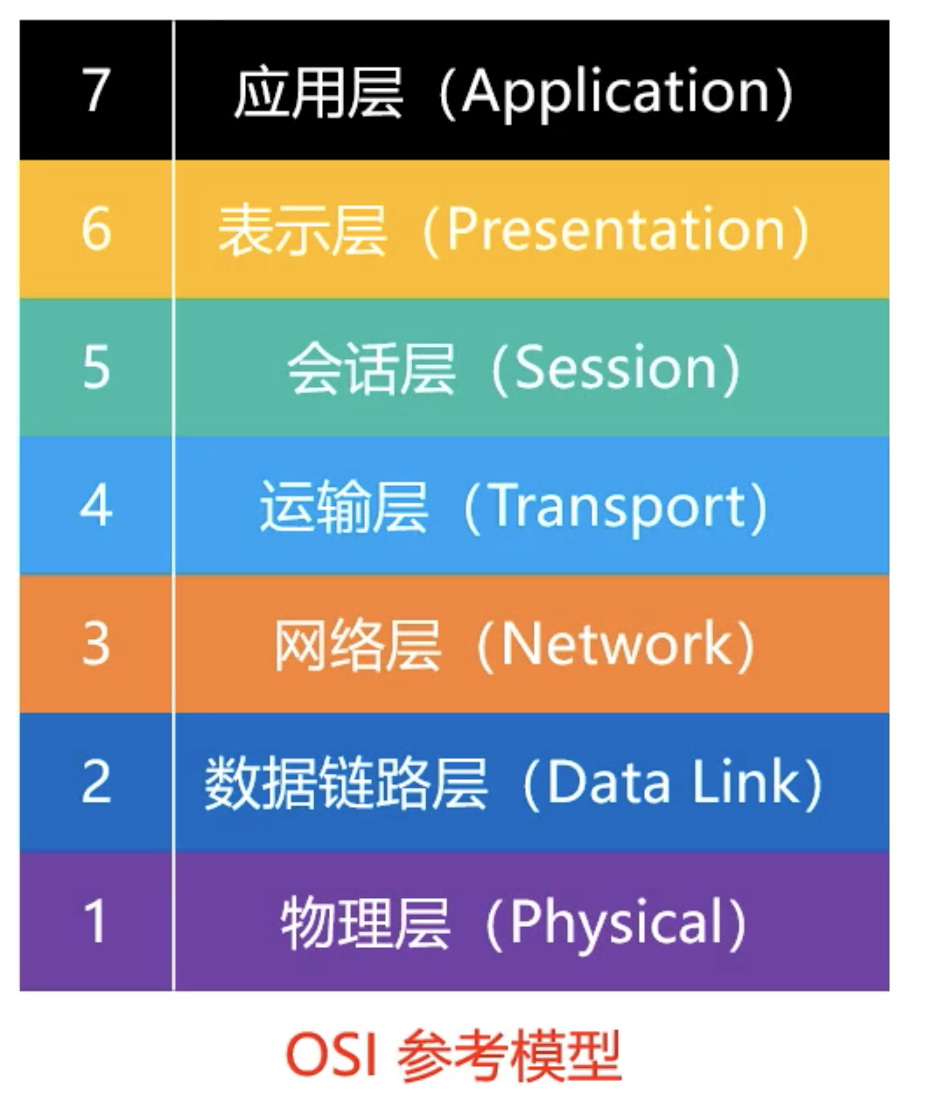 7 应用层（Application）
6 表示层（Presentation）
5 会话层（Session）
4 运输层（Transport）
3 网络层（Network）
2 数据链路层（Data Link）
1 物理层（Physical）
OSI 参考模型